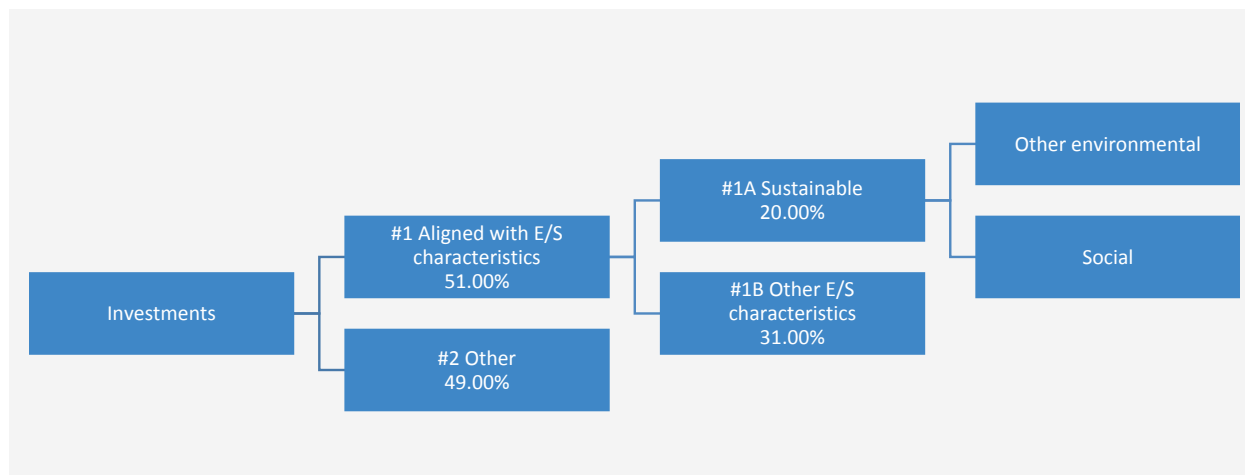 Investments
#1 Aligned with E/S
characteristics
51.00%
#2 Other
49.00%
#1A Sustainable
20.00%
#1B Other E/S
characteristics
31.00%
Other environmental
Social